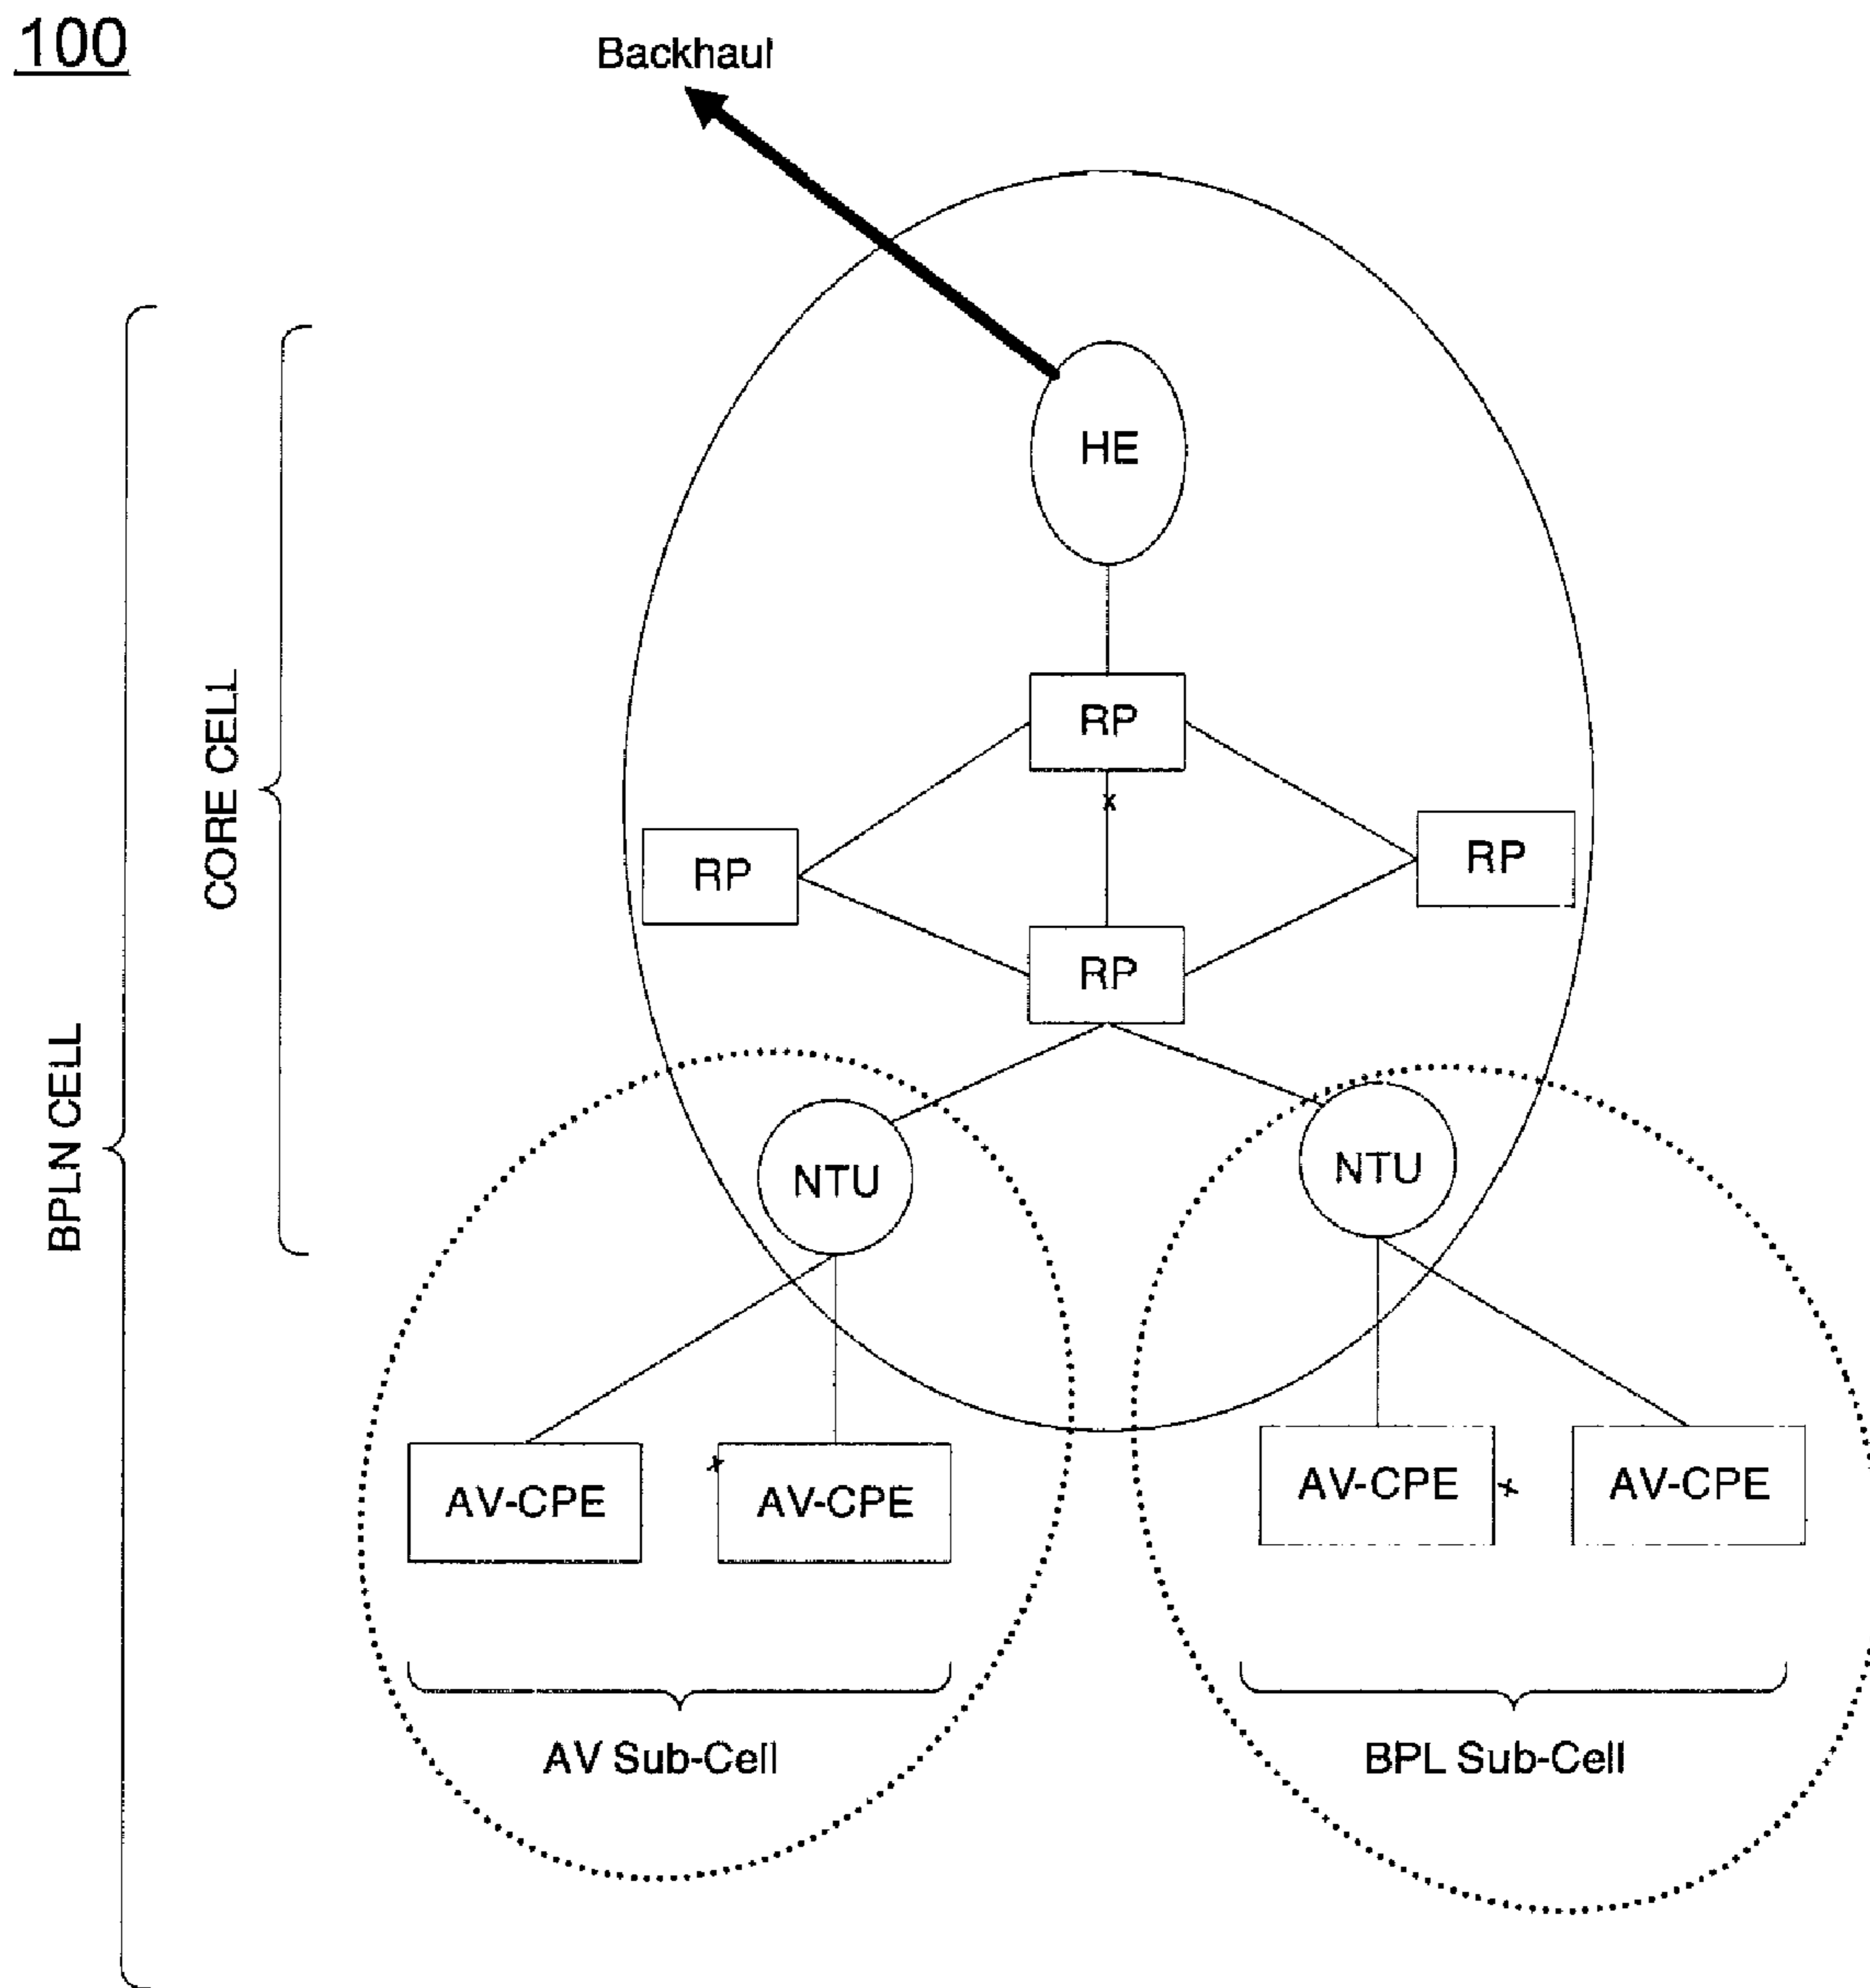 100
Backhaul
HE
RP
x
RP
RP
RP
CORE CELL
BPLN CELL
NTU
NTU
x
AV-CPE
AV-CPE
AV-CPE
x
AV-CPE
AV Sub-Cell
BPL Sub-Cell